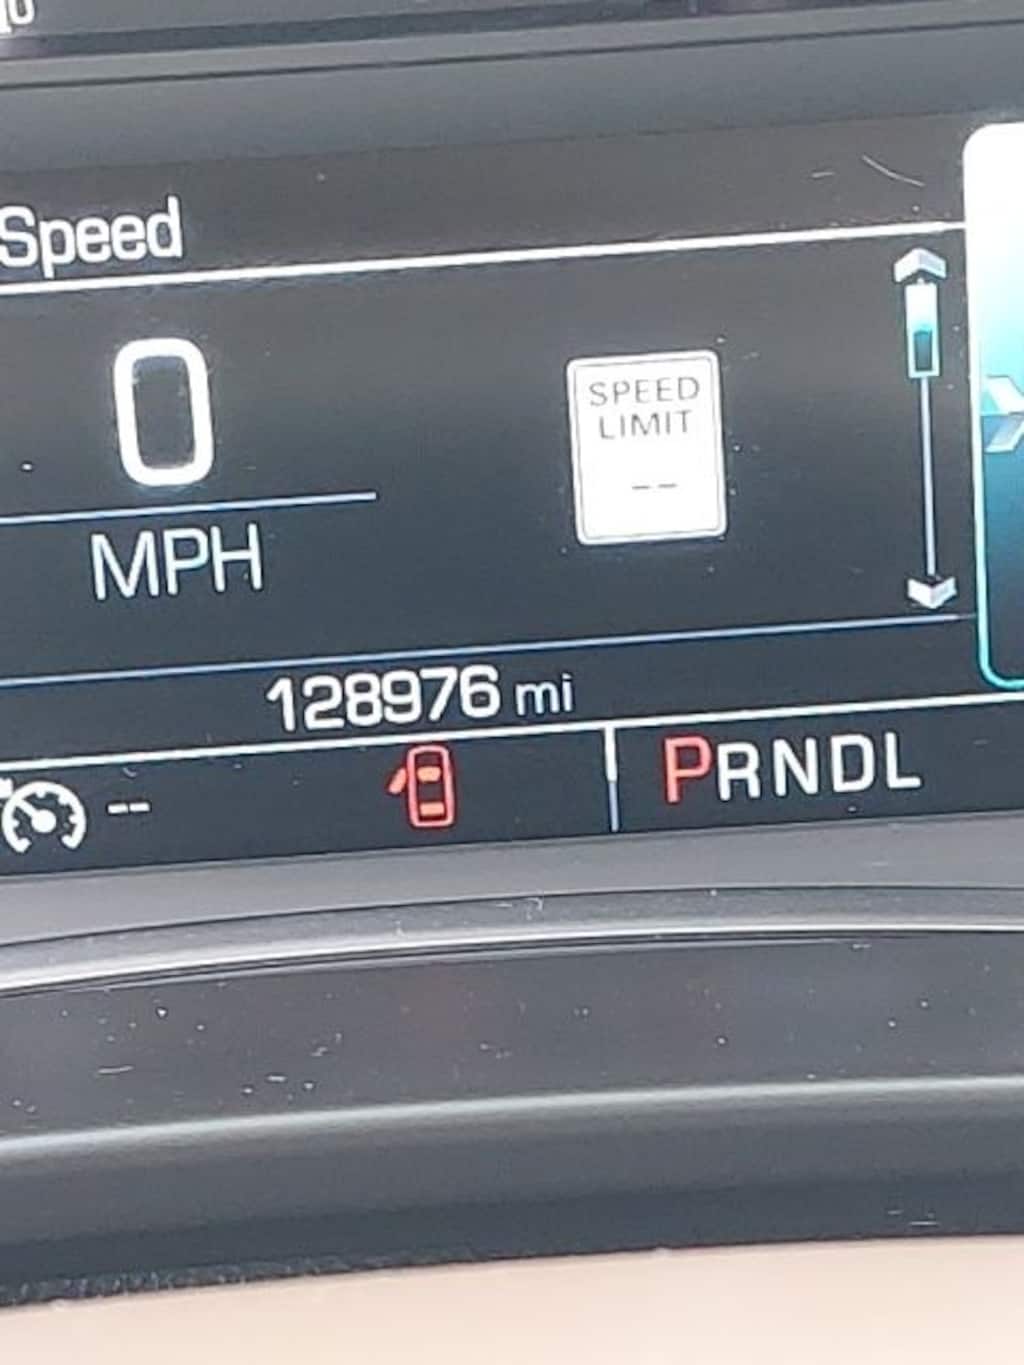 Speed
0
MPH
SPEED
LIMIT
--
128976 mi
--
PRNDL